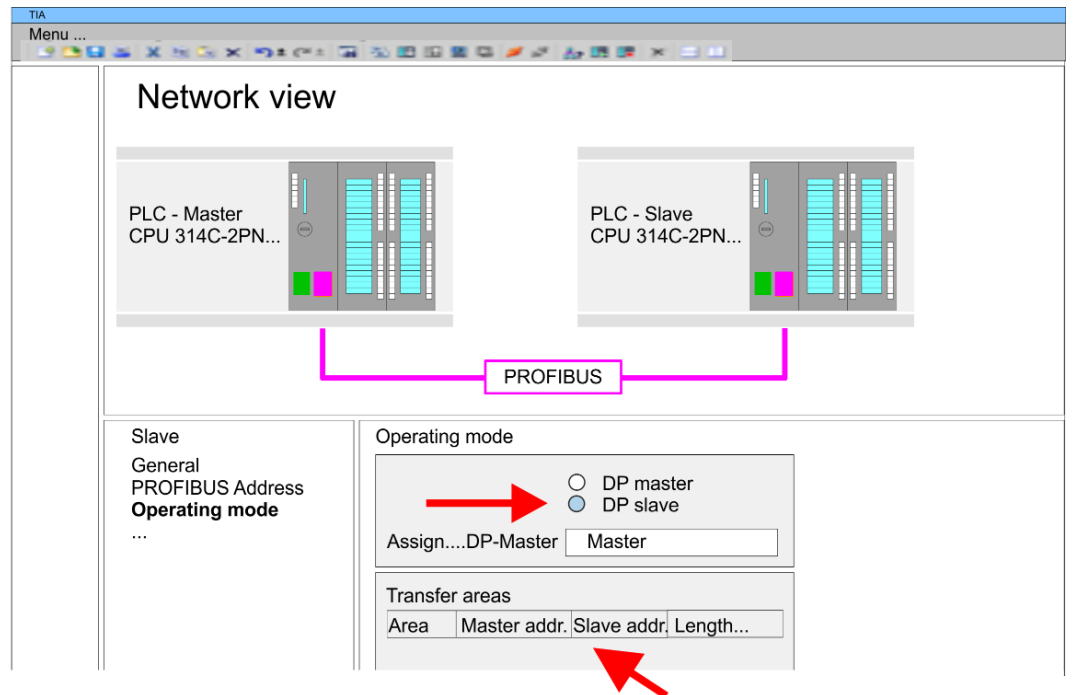 TIA
Menu ...
Network view
PLC - Master
CPU 314C-2PN...
PLC - Slave
CPU 314C-2PN...
PROFIBUS
Slave
General
PROFIBUS Address
Operating mode
...
Operating mode
DP master
DP slave
Assign....DP-Master Master
Transfer areas
Area Master addr. Slave addr. Length...